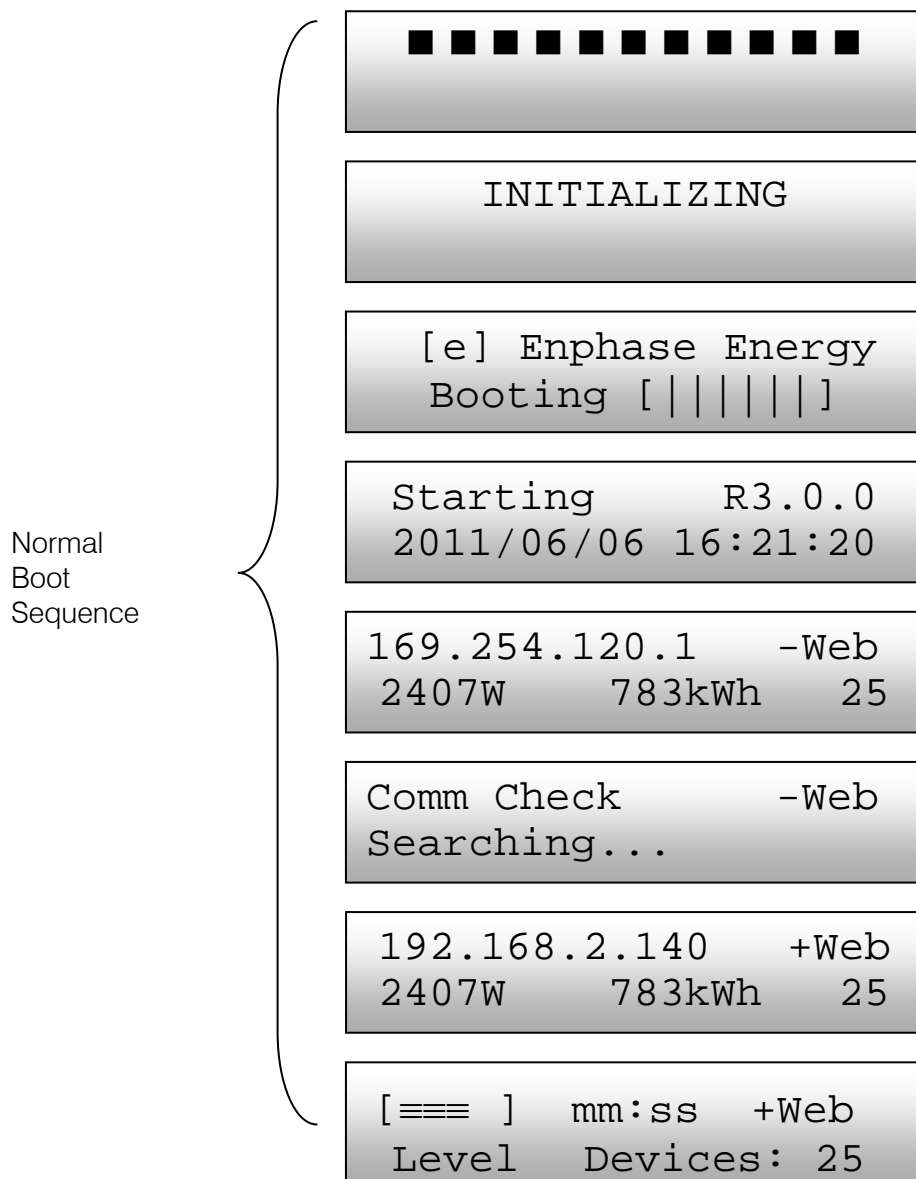 ■ ■ ■ ■ ■ ■ ■ ■ ■ ■ ■
INITIALIZING
[e] Enphase Energy
Booting [||||||]
Starting R3.0.0
2011/06/06 16:21:20
Normal
Boot
Sequence
169.254.120.1 -Web
2407W 783kWh 25
Comm Check -Web
Searching...
192.168.2.140 +Web
2407W 783kWh 25
[≡≡≡ ] mm:ss +Web
Level Devices: 25